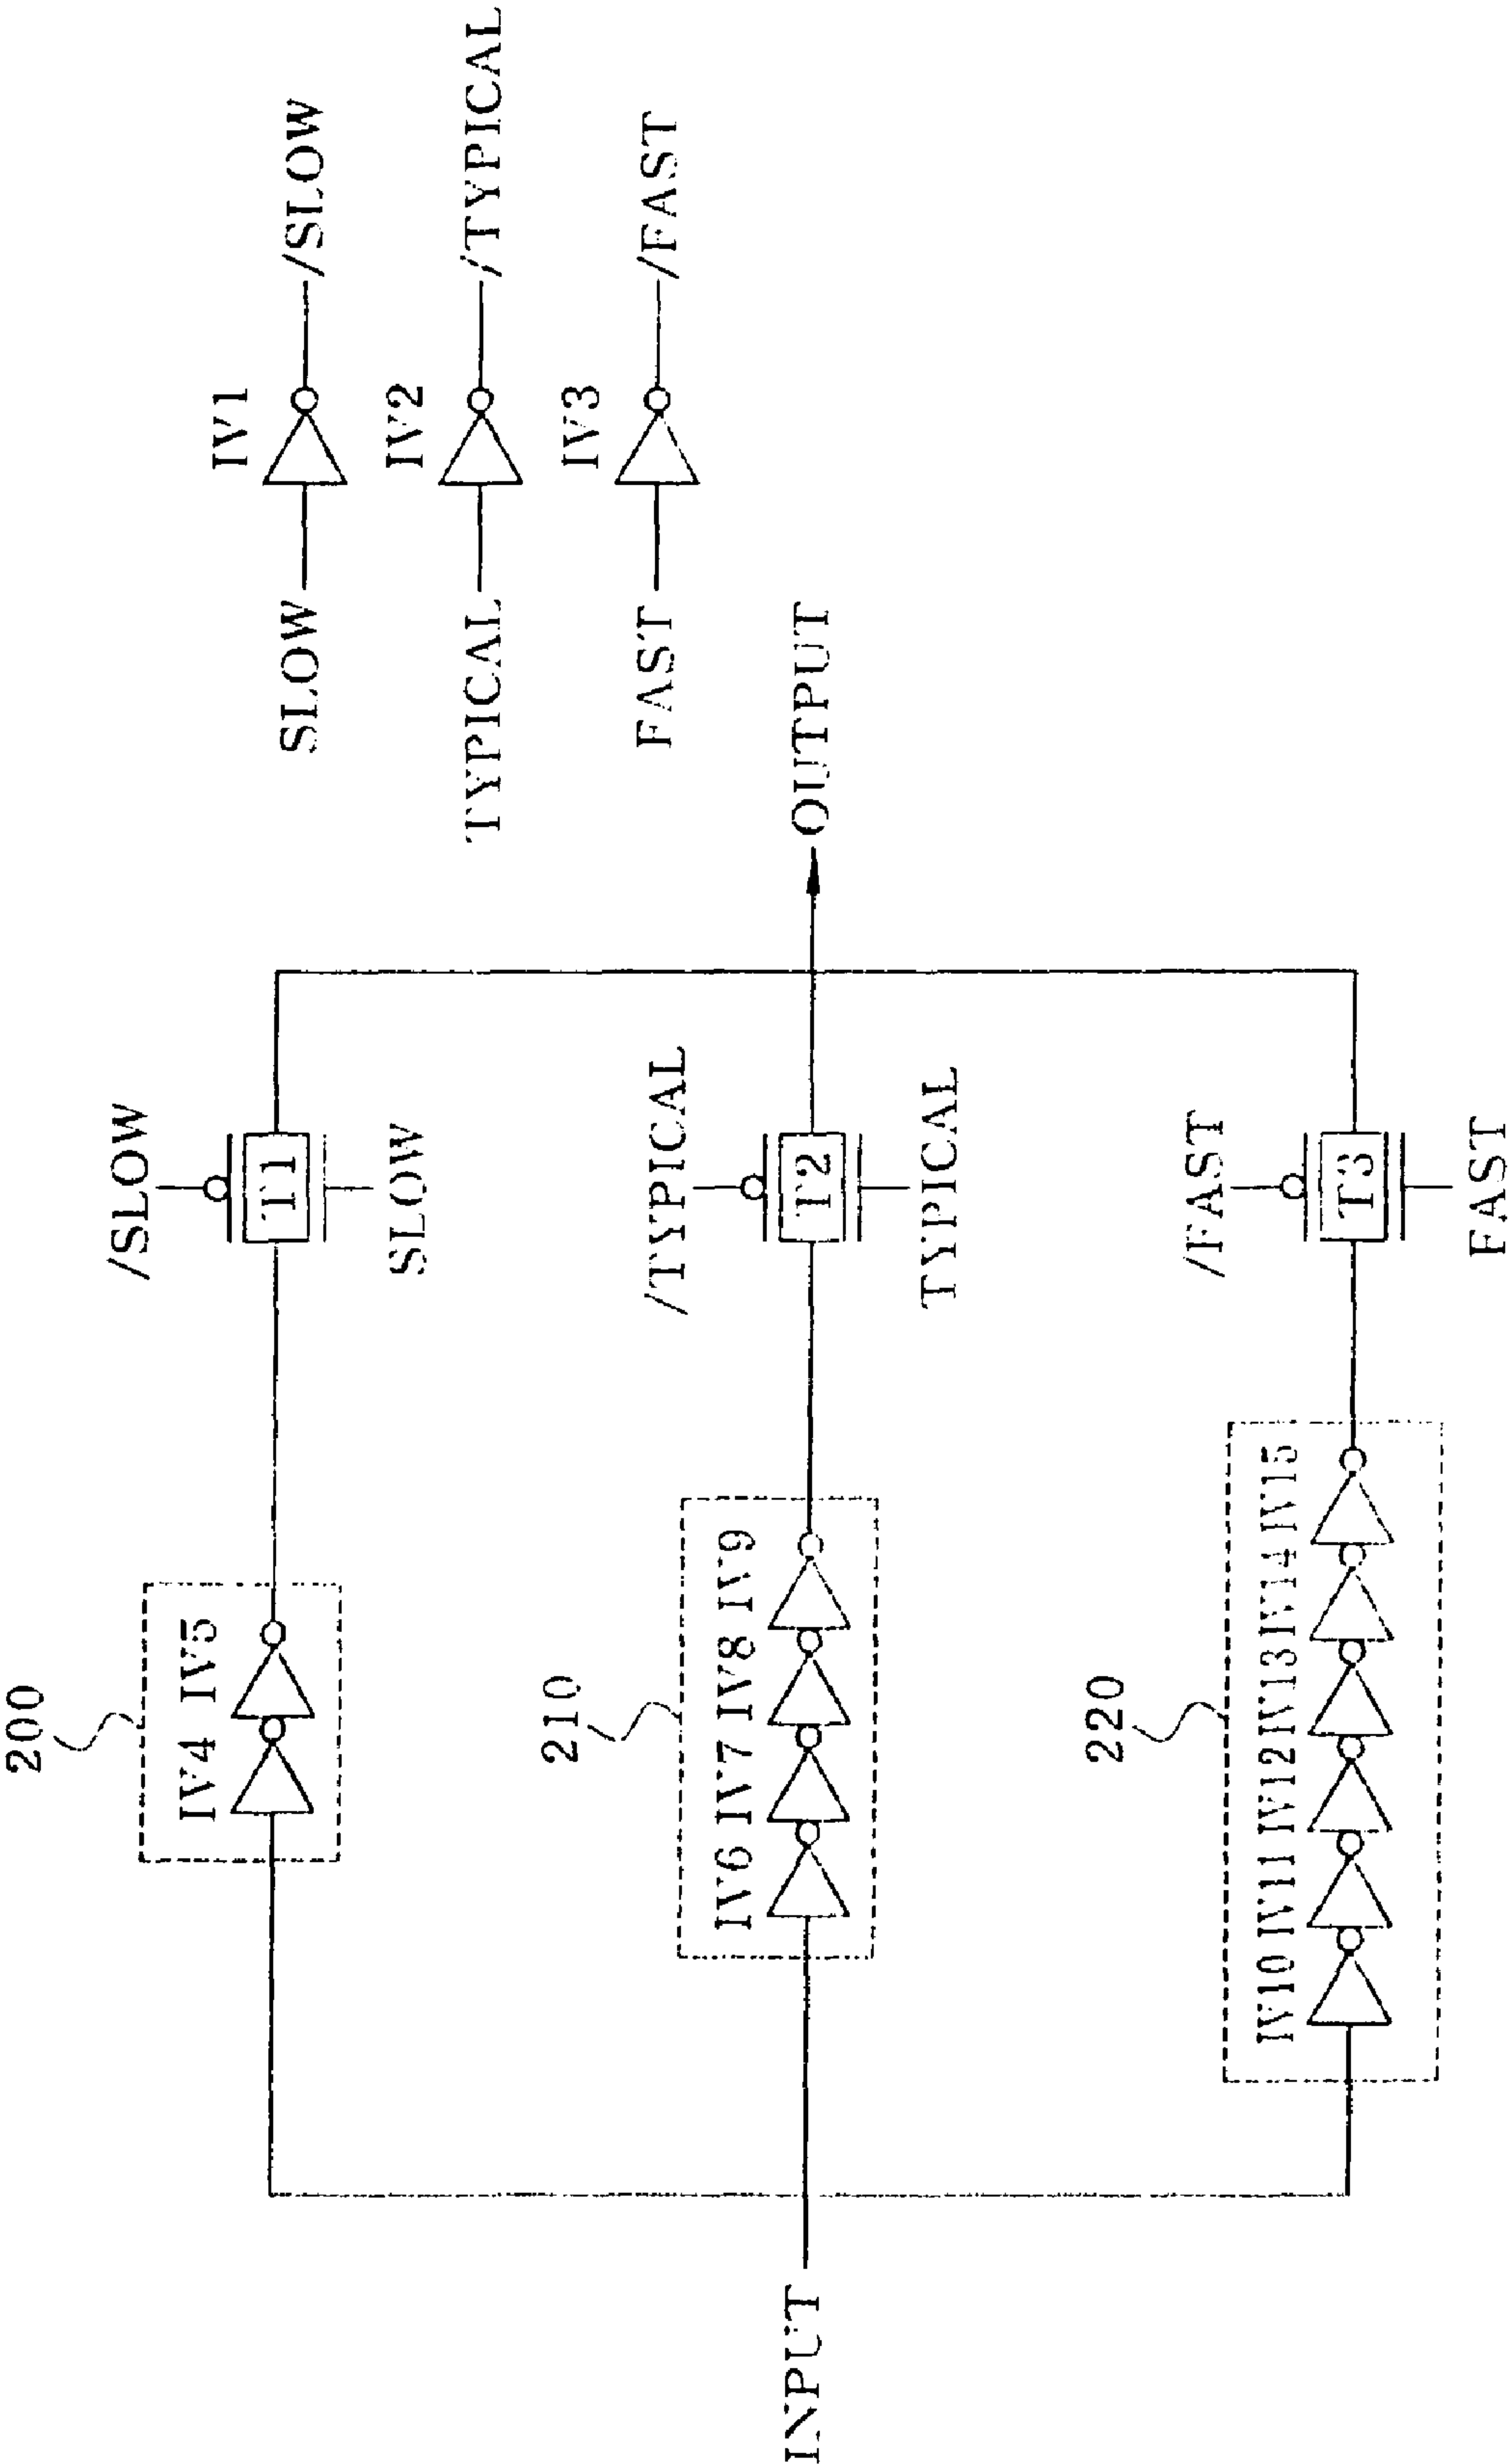 IV1
SLOW /SLOW
IV2
TYPICAL /TYPICAL
IV3
FAST /FAST
/SLOW
200
IV4 IV5
T1
SLOW
/TYPICAL
210
IV6 IV7 IV8 IV9
T2
INPUT
OUTPUT
TYPICAL
/FAST
220
IV10 IV11 IV12 IV13 IV14 IV15
T3
FAST